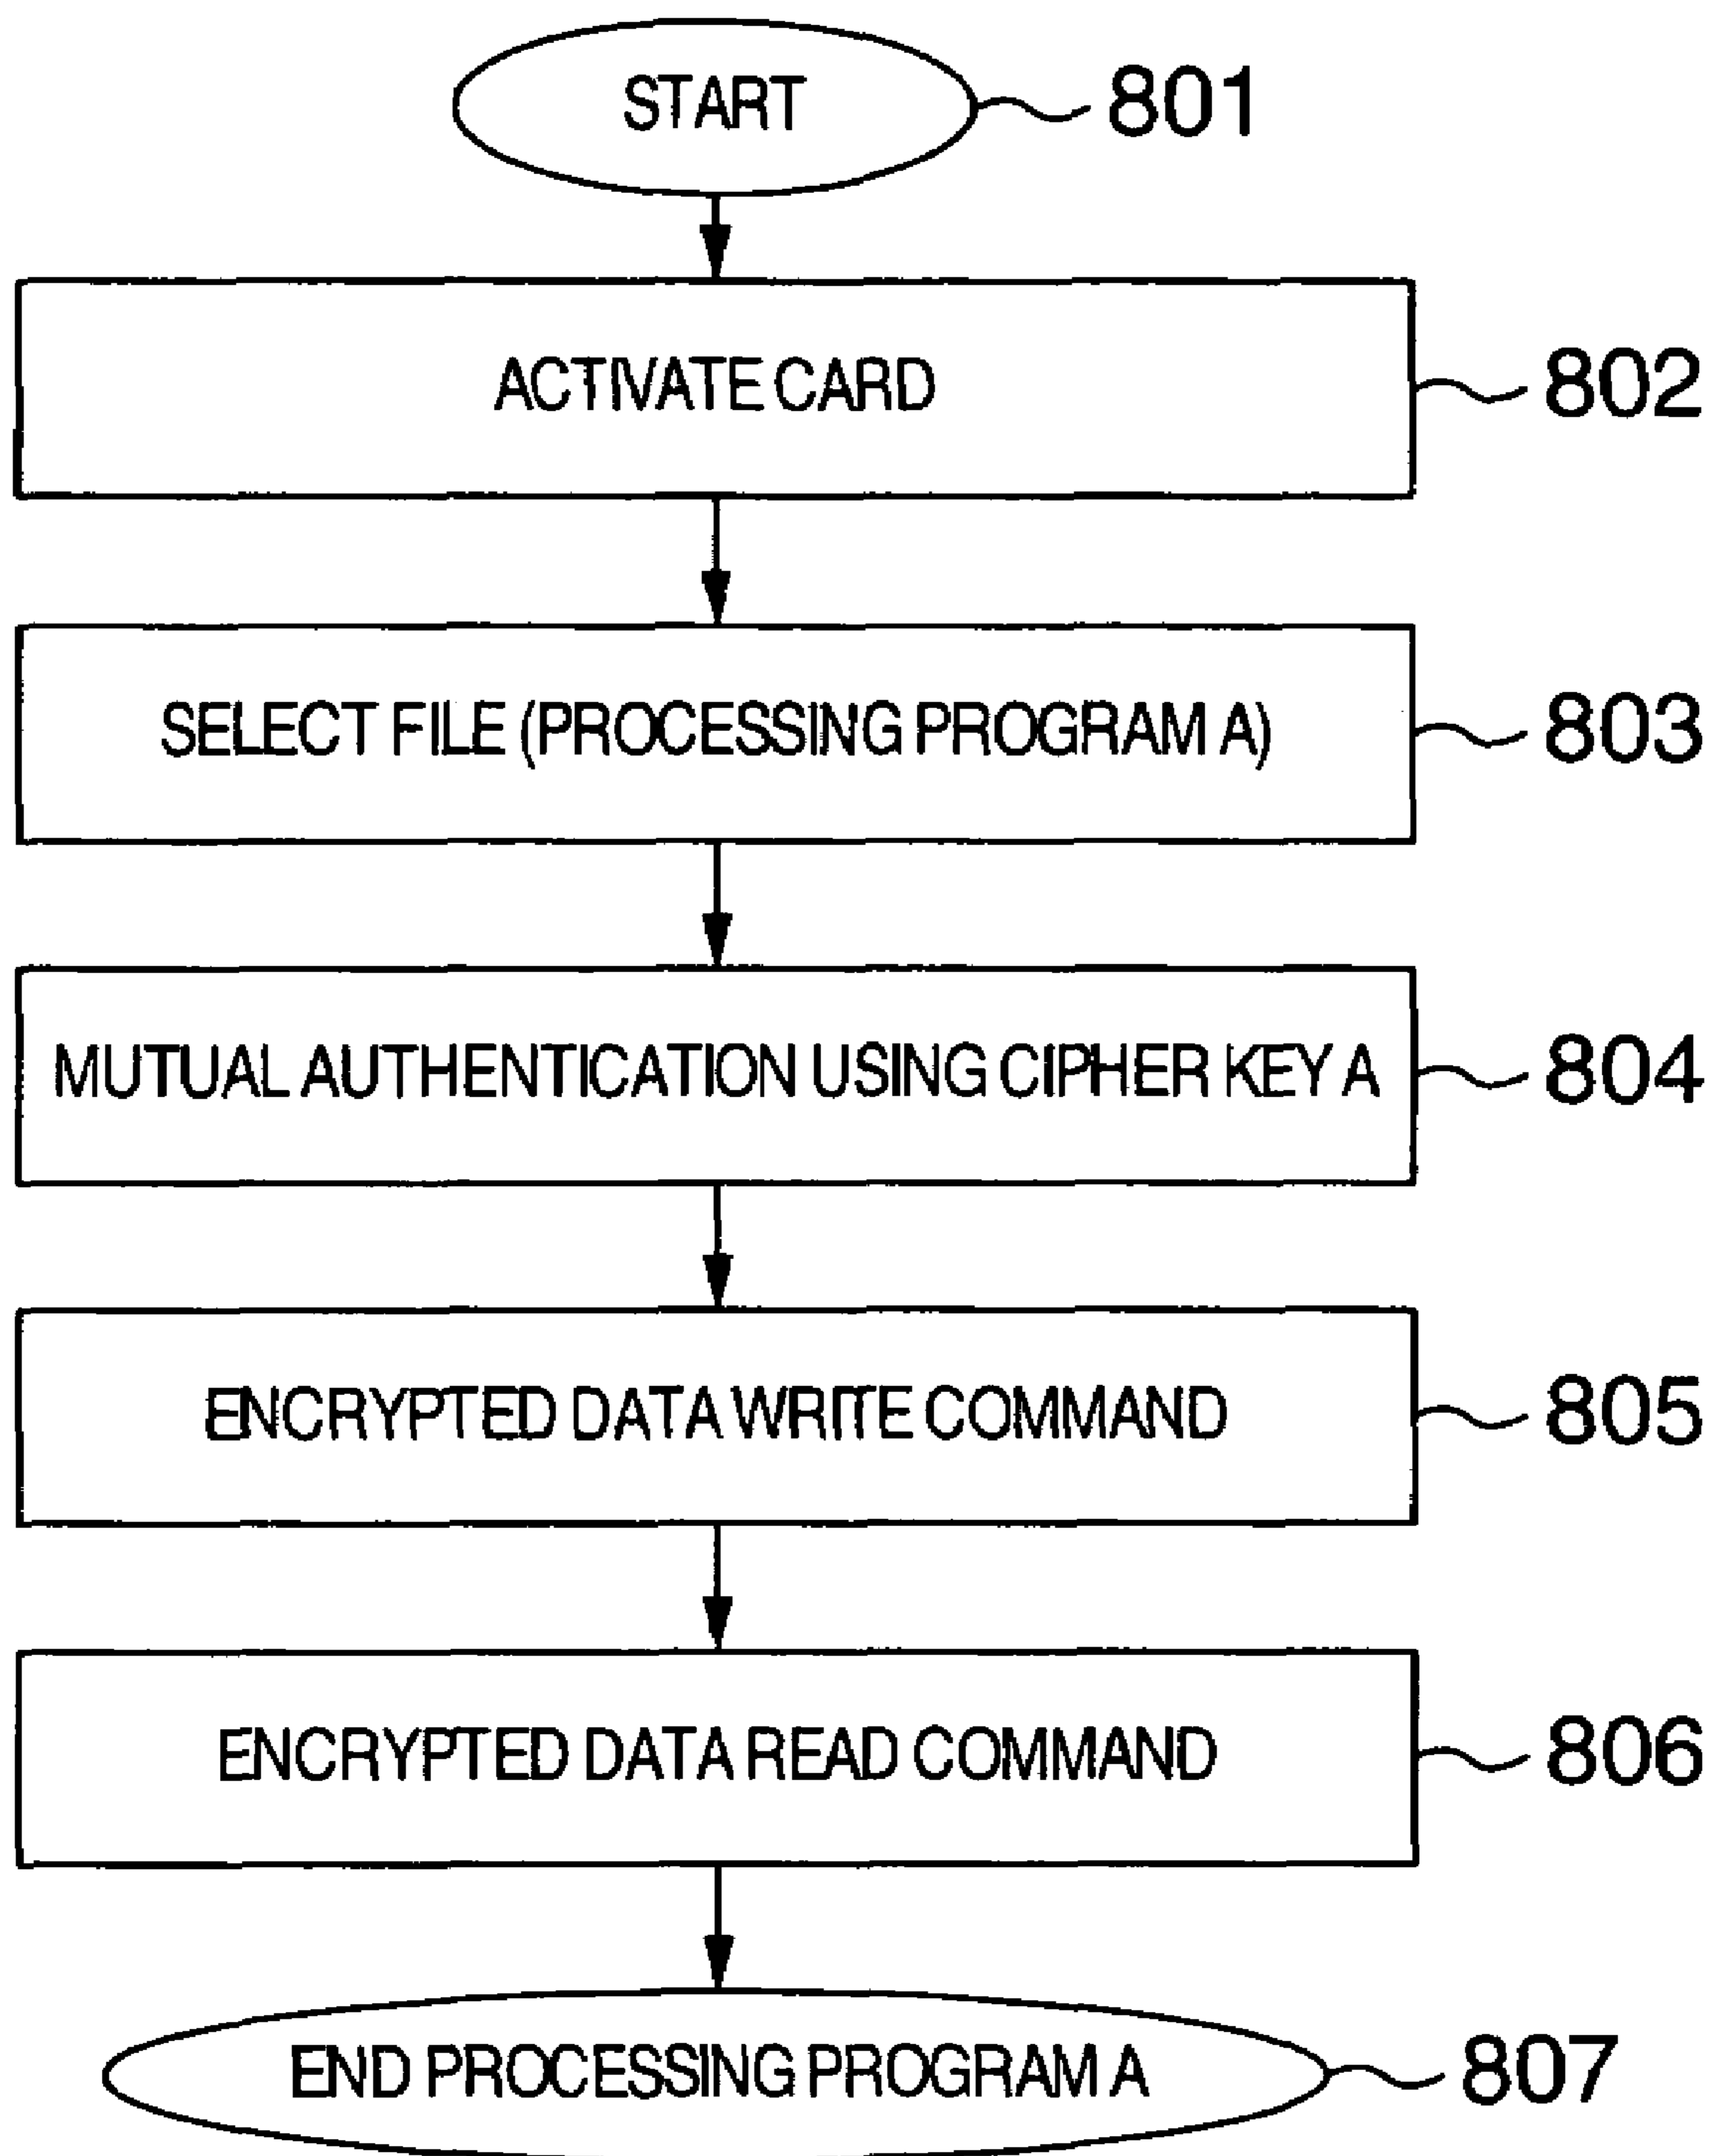 START 801
ACTIVATE CARD 802
SELECT FILE (PROCESSING PROGRAM A) 803
MUTUAL AUTHENTICATION USING CIPHER KEY A 804
ENCRYPTED DATA WRITE COMMAND 805
ENCRYPTED DATA READ COMMAND 806
END PROCESSING PROGRAM A 807